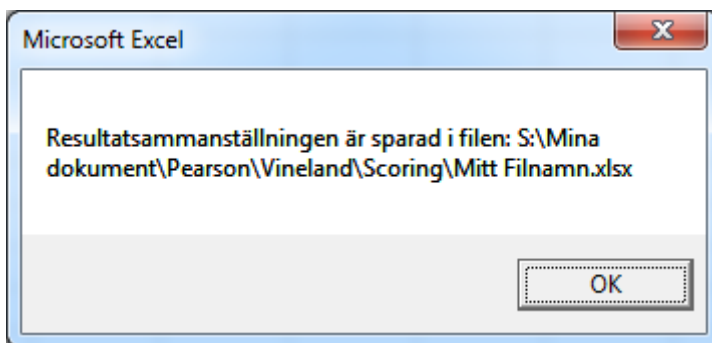 Microsoft Excel
Resultatsammanställningen är sparad i filen: S:\Mina
dokument\Pearson\Vineland\Scoring\Mitt Filnamn.xlsx
OK